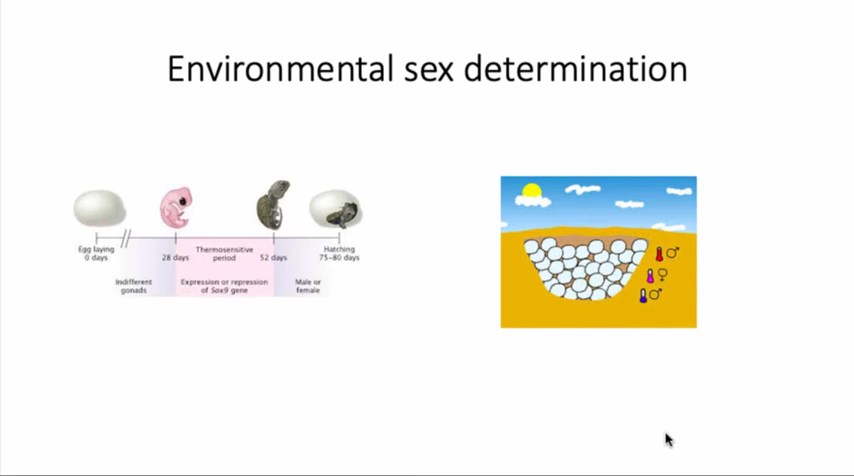 Environmental sex determination
Egg laying
0 days
28 days
Thermosensitive
period
52 days
Hatching
75–80 days
Indifferent
gonads
Expression or repression
of Sox9 gene
Male or
female
♂
♀
♂